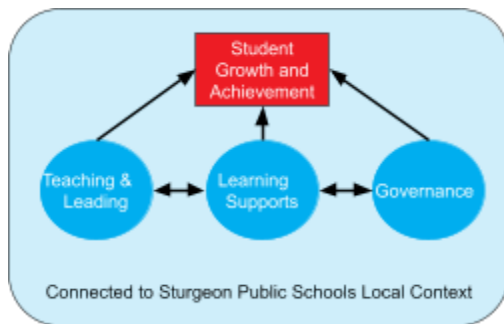 Student
Growth and
Achievement
Teaching &
Leading
Learning
Supports
Governance
Connected to Sturgeon Public Schools Local Context